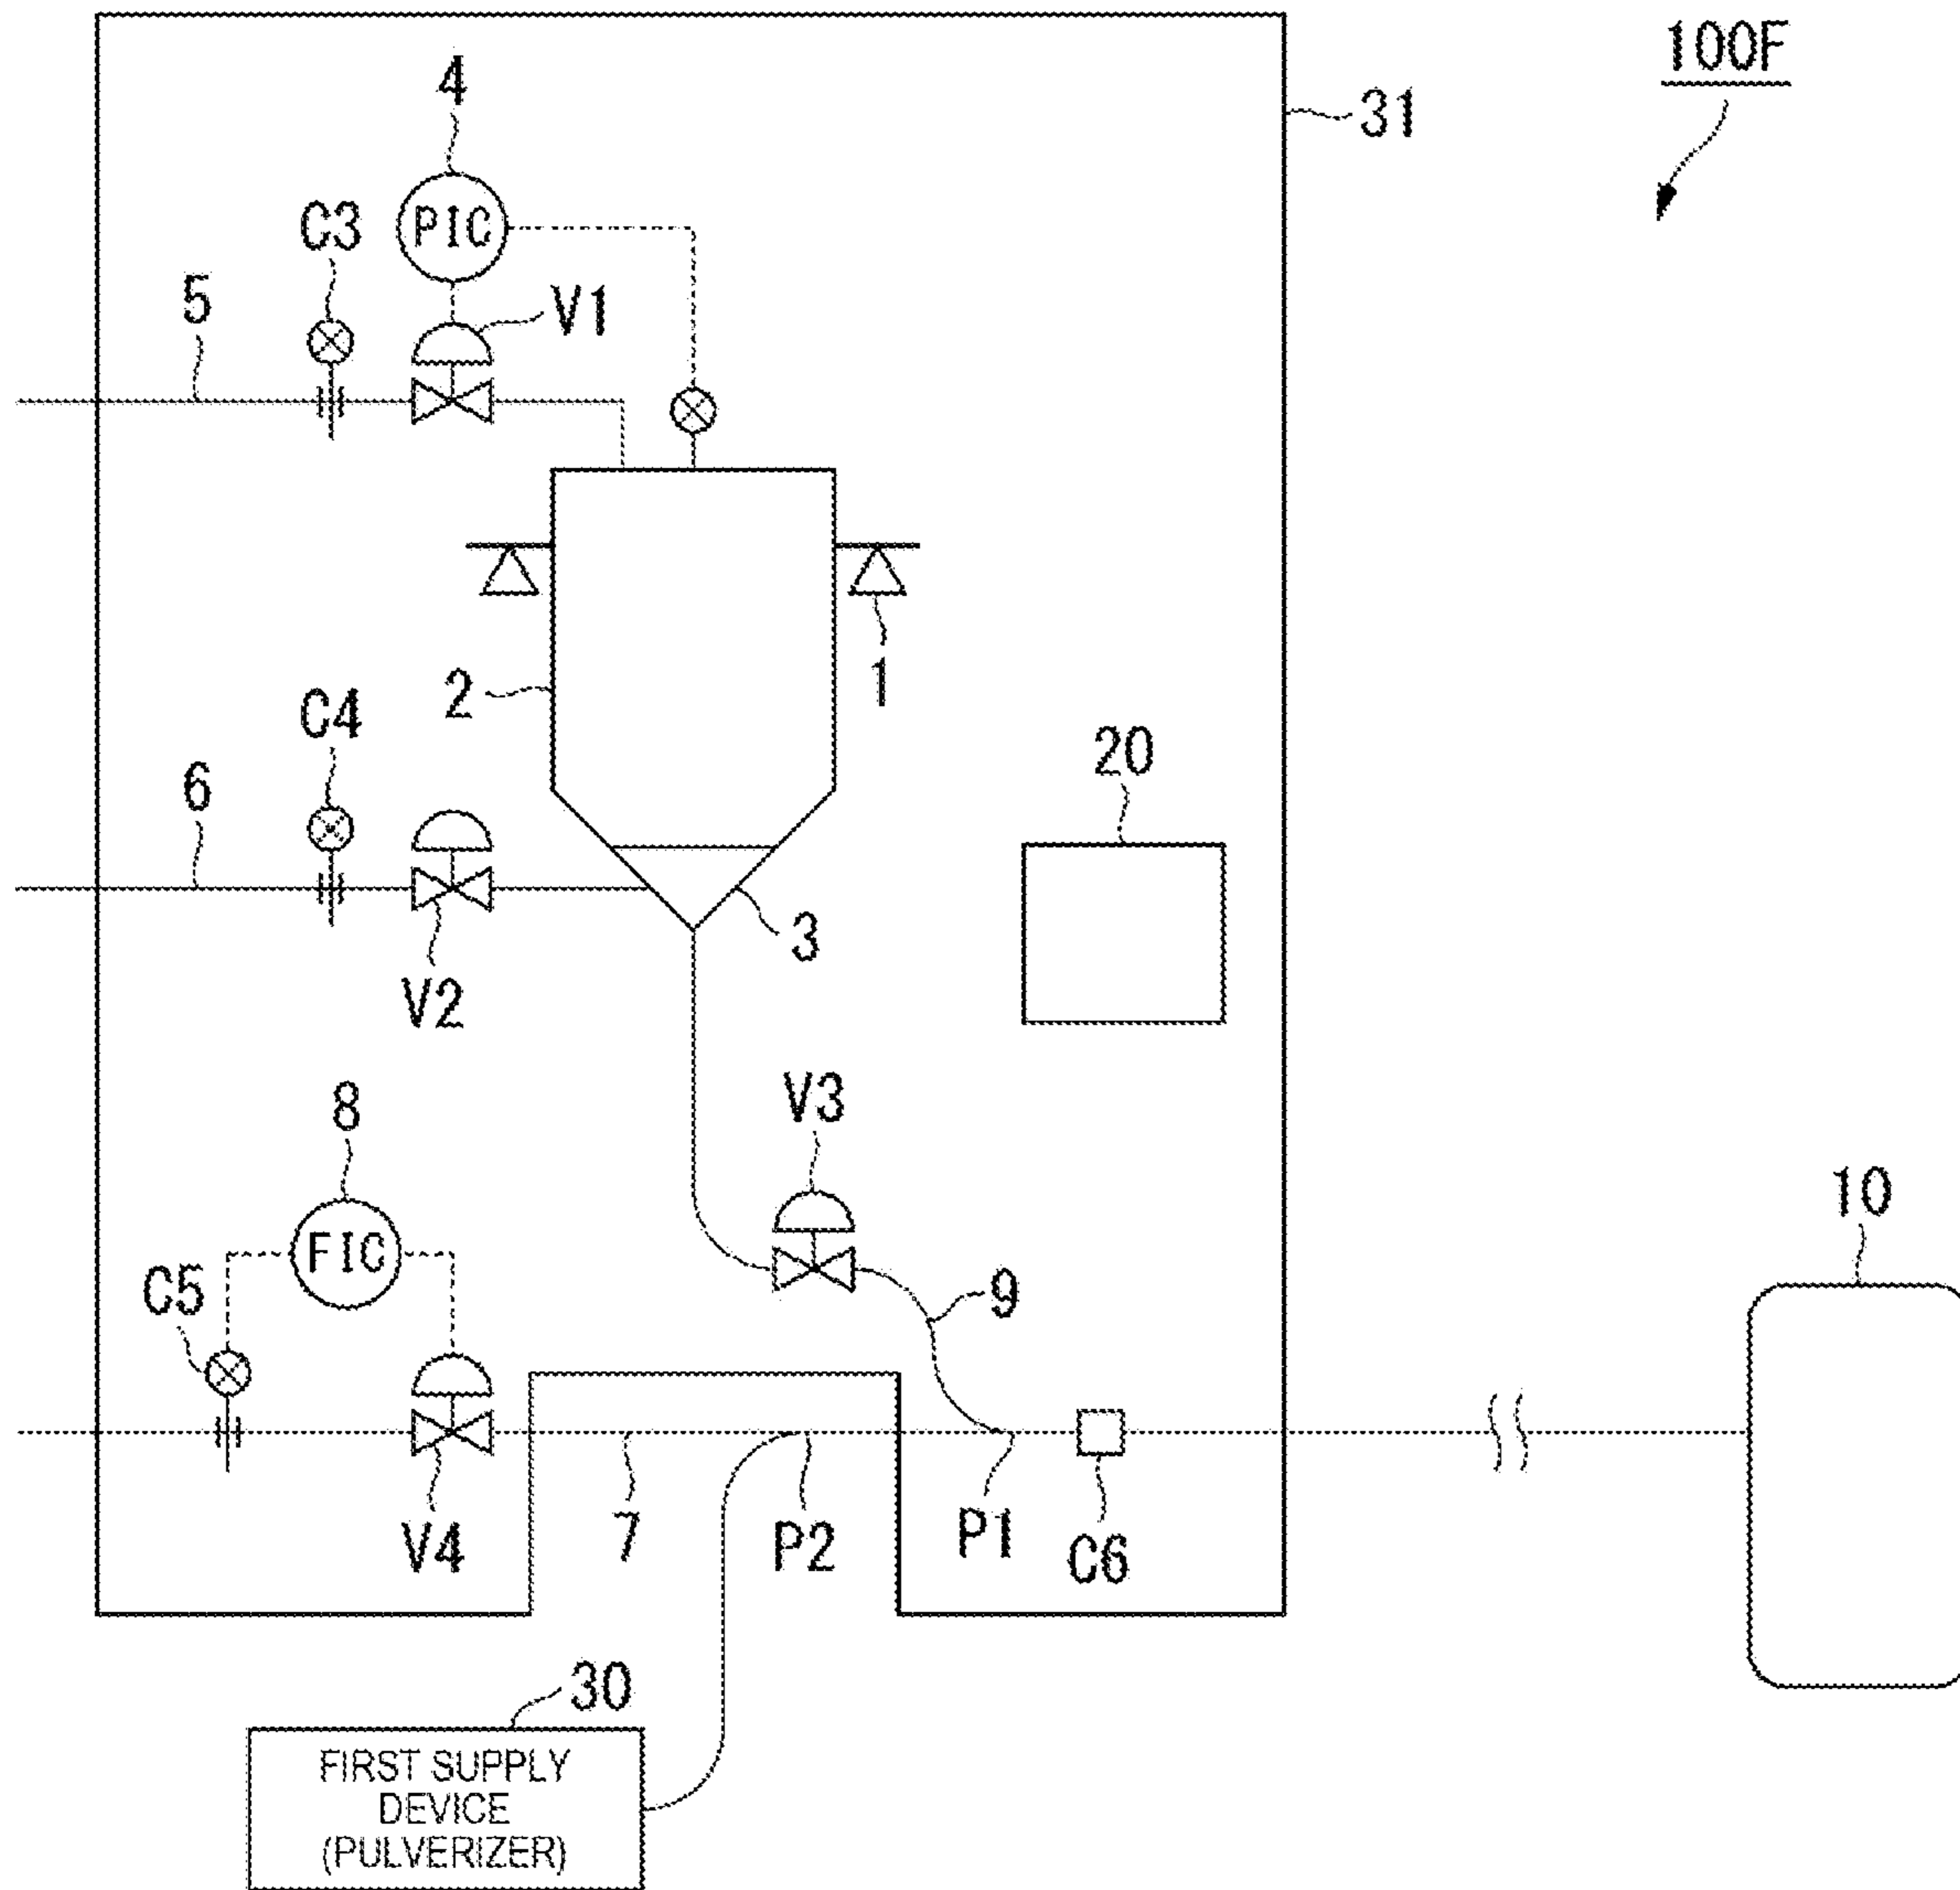 100F
4
31
PIC
C3
5
V1
2
1
C4
20
6
3
V2
8
V3
10
FIC
C5
9
V4
7
P2
P1
C6
30
FIRST SUPPLY
DEVICE
(PULVERIZER)